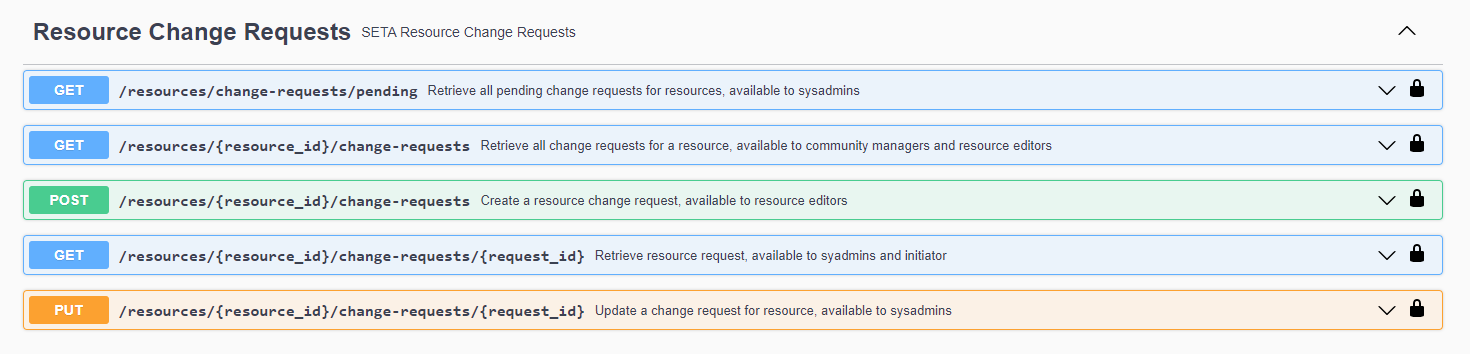 Resource Change Requests SETA Resource Change Requests
GET /resources/change-requests/pending Retrieve all pending change requests for resources, available to sysadmins
GET /resources/{resource_id}/change-requests Retrieve all change requests for a resource, available to community managers and resource editors
POST /resources/{resource_id}/change-requests Create a resource change request, available to resource editors
GET /resources/{resource_id}/change-requests/{request_id} Retrieve resource request, available to syadmins and initiator
PUT /resources/{resource_id}/change-requests/{request_id} Update a change request for resource, available to sysadmins